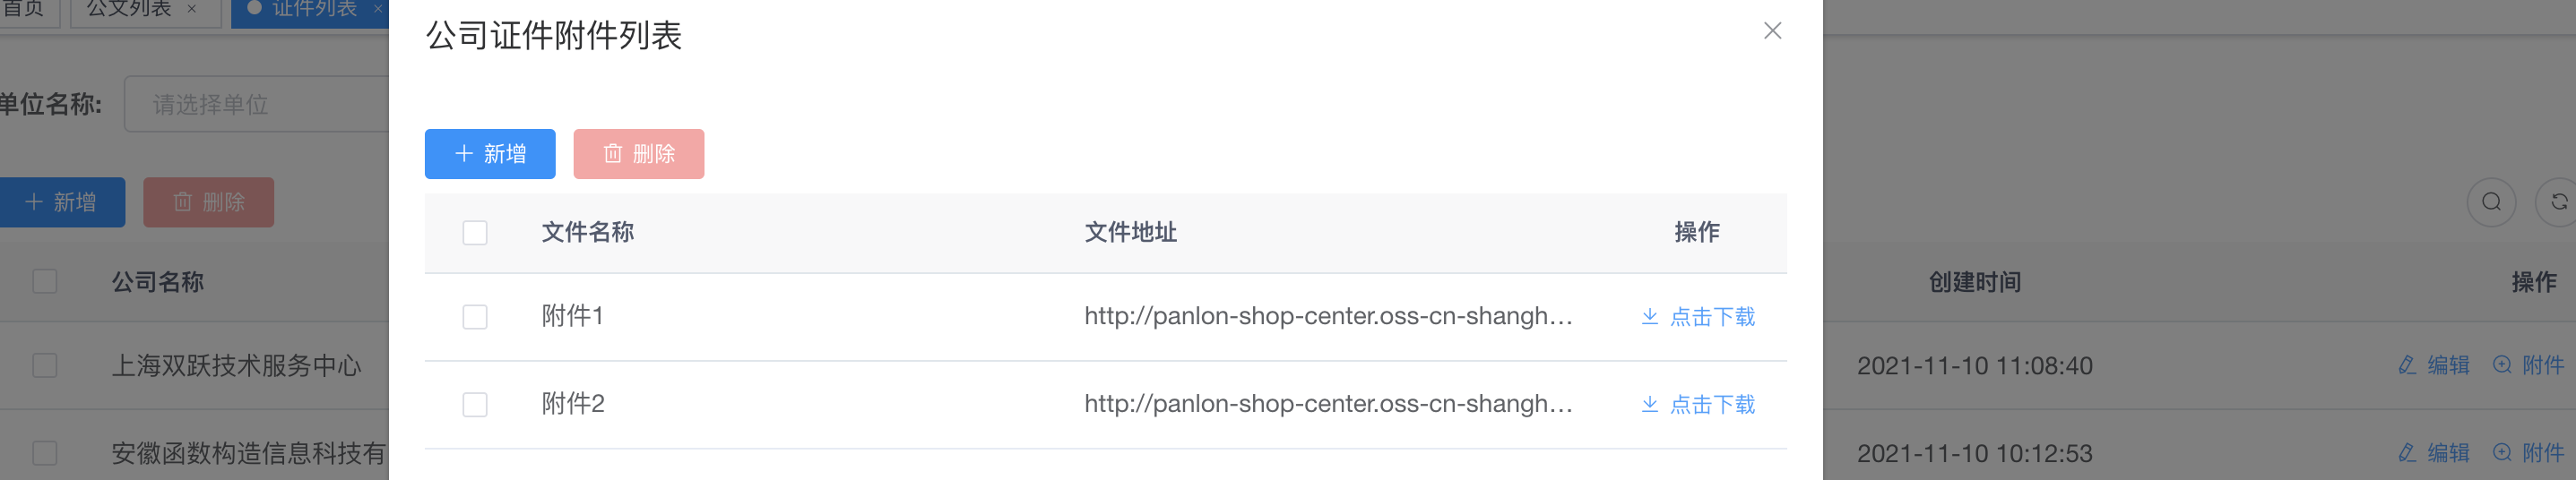 首页 公文列表 × 证件列表 ×
公司证件附件列表
单位名称: 请选择单位
新增 删除
新增 删除
文件名称 文件地址 操作
公司名称 创建时间 操作
附件1 http://panlon-shop-center.oss-cn-shangh... 点击下载
上海双跃技术服务中心 2021-11-10 11:08:40 编辑 附件
附件2 http://panlon-shop-center.oss-cn-shangh... 点击下载
安徽函数构造信息科技有 2021-11-10 10:12:53 编辑 附件